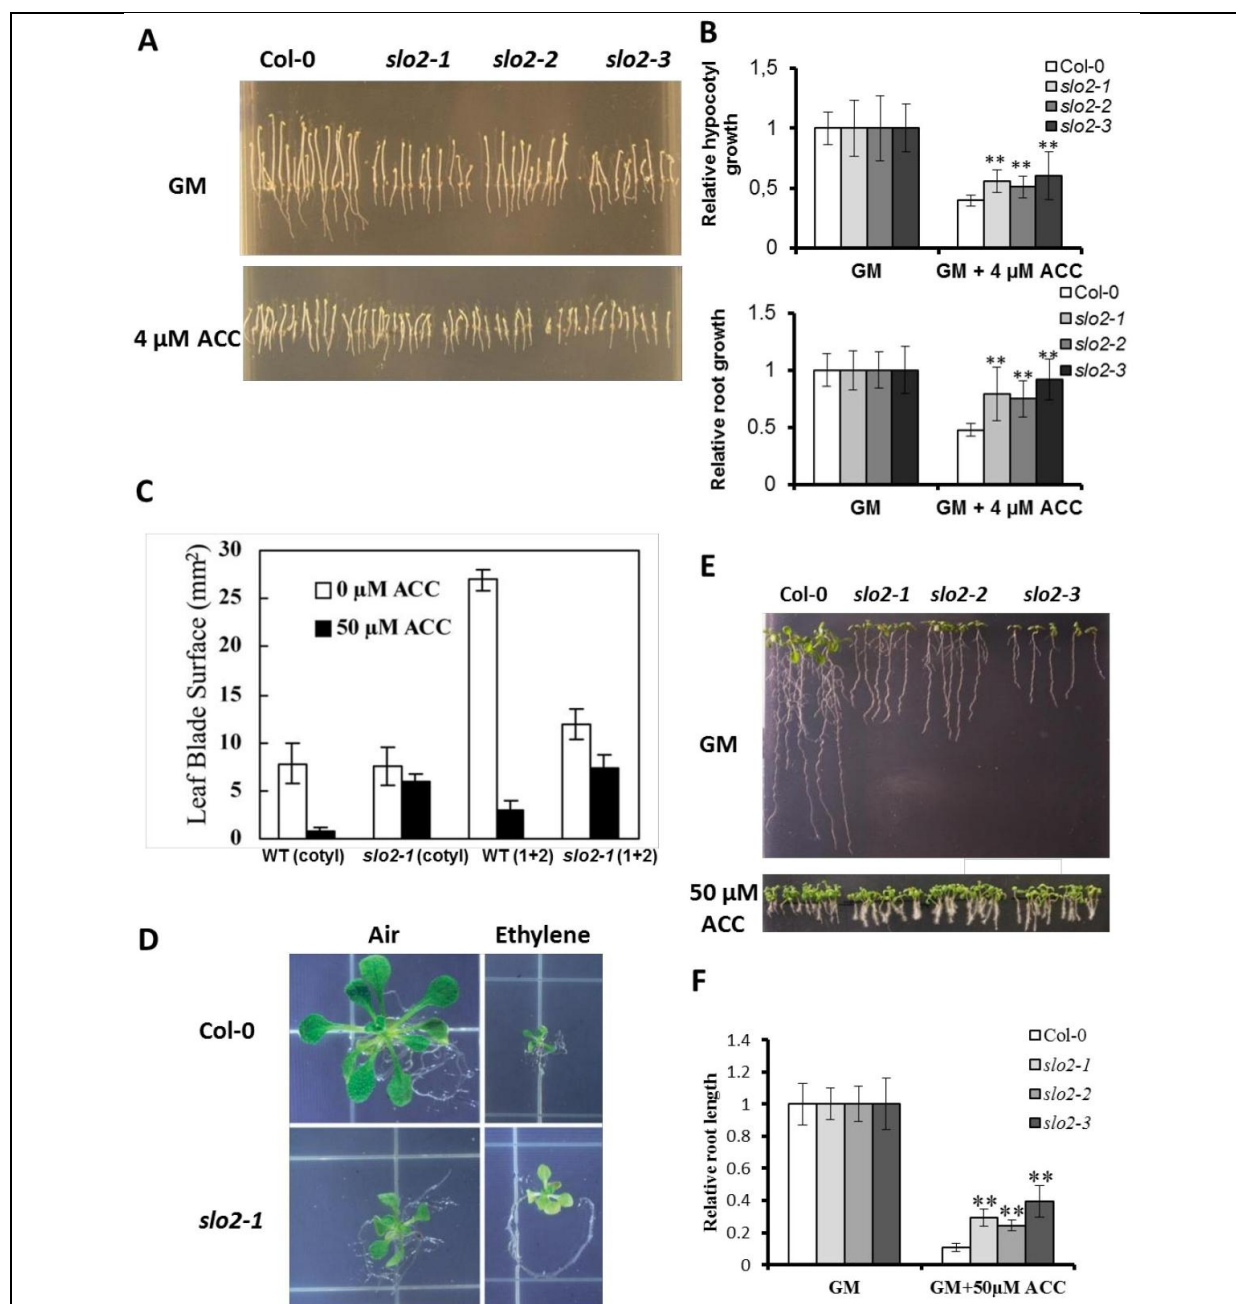 A
Col-0 slo2-1 slo2-2 slo2-3
GM
4 µM ACC
B
1,5
1
0,5
0
Relative hypocotyl
growth
Col-0
slo2-1
slo2-2
slo2-3
** ** **
GM GM + 4 µM ACC
1.5
1
0.5
0
Relative root growth
Col-0
slo2-1
slo2-2
slo2-3
** ** **
GM GM + 4 µM ACC
C
Leaf Blade Surface (mm²)
30
25
20
15
10
5
0
0 µM ACC
50 µM ACC
WT (cotyl) slo2-1 (cotyl) WT (1+2) slo2-1 (1+2)
D
Air Ethylene
Col-0
slo2-1
E
Col-0 slo2-1 slo2-2 slo2-3
GM
50 µM
ACC
F
1.4
1.2
1
0.8
0.6
0.4
0.2
0
Relative root length
Col-0
slo2-1
slo2-2
slo2-3
** ** **
GM GM+50µM ACC